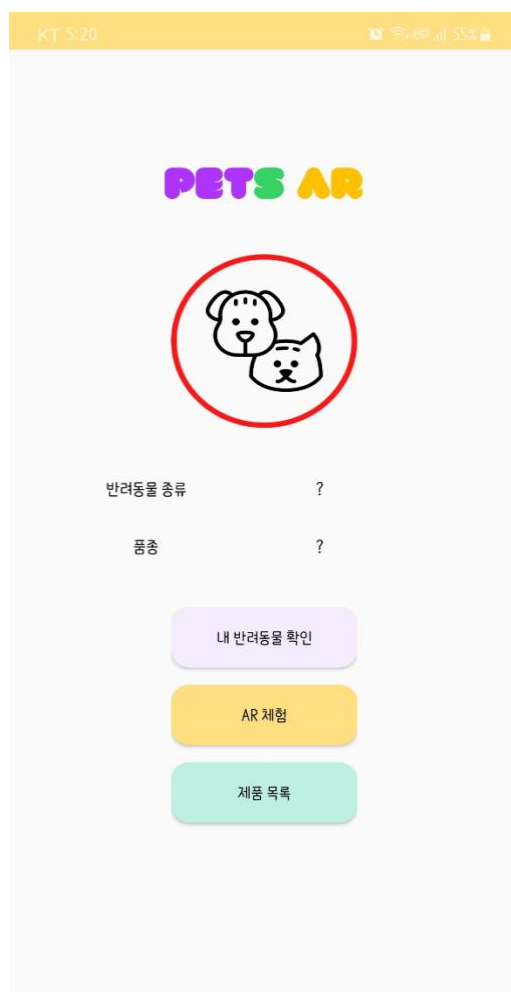 KT 5:20 55%
PETS AR
반려동물 종류 ?
품종 ?
내 반려동물 확인
AR 체험
제품 목록